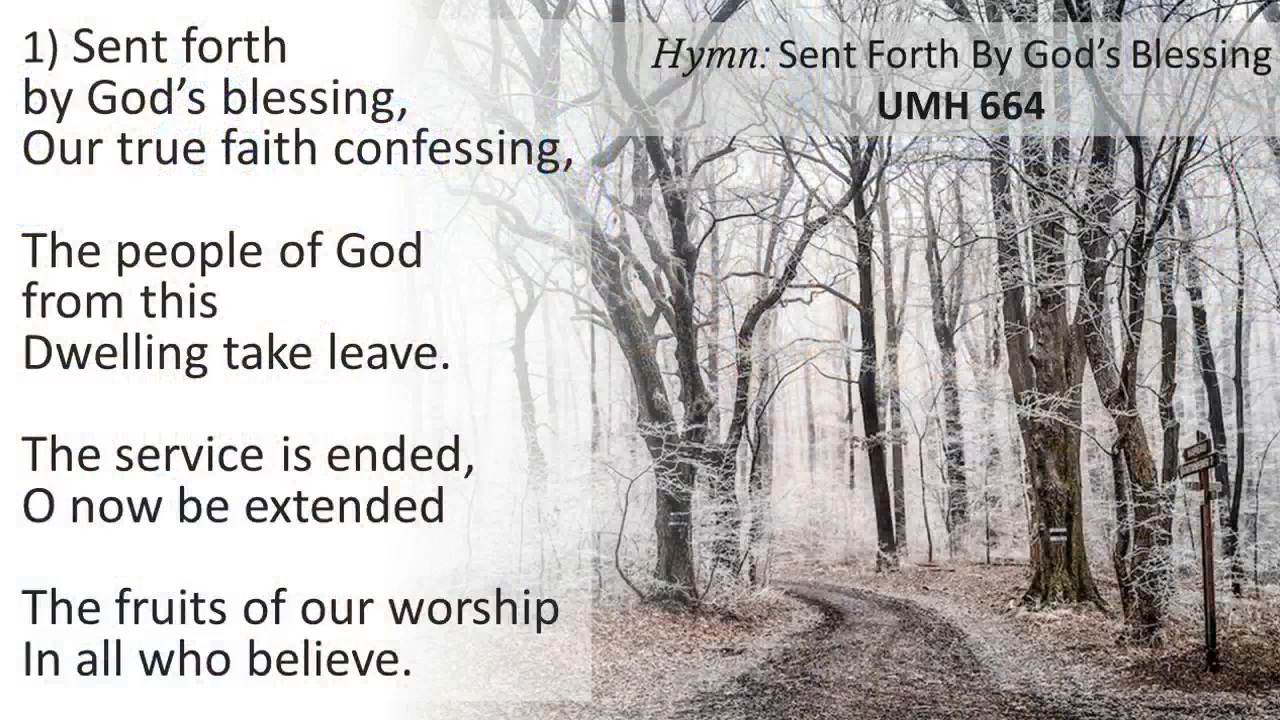 1) Sent forth
by God’s blessing,
Our true faith confessing,
The people of God
from this
Dwelling take leave.
The service is ended,
O now be extended
The fruits of our worship
In all who believe.
Hymn: Sent Forth By God’s Blessing
UMH 664